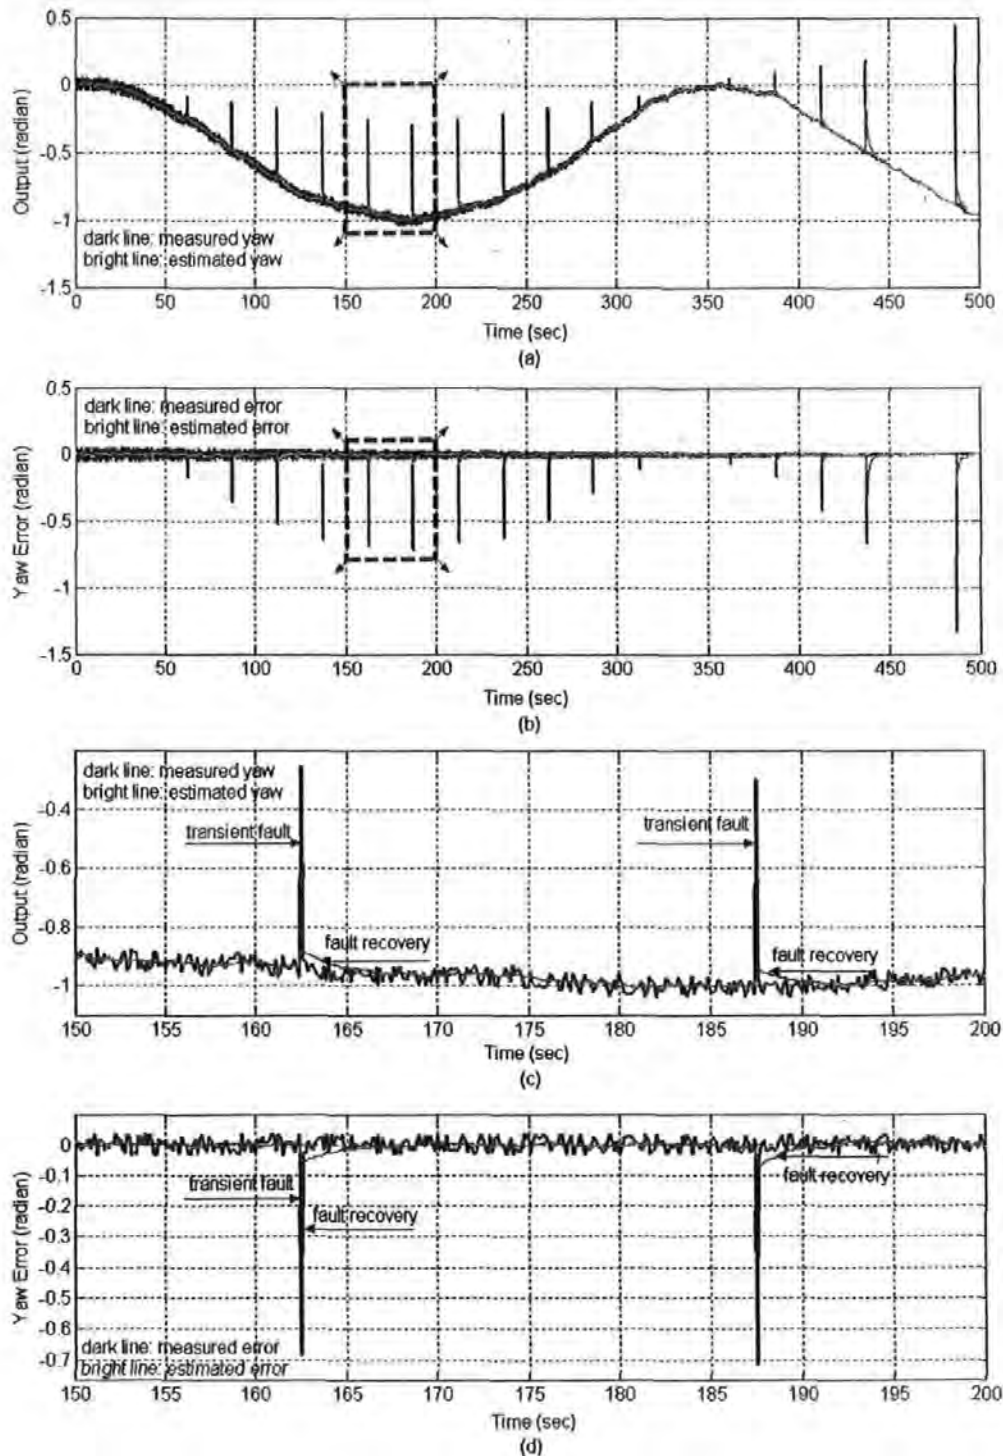 0.5
0
-0.5
-1
-1.5
Output (radian)
dark line: measured yaw
bright line: estimated yaw
0 50 100 150 200 250 300 350 400 450 500
Time (sec)
(a)
0.5
0
-0.5
-1
-1.5
Yaw Error (radian)
dark line: measured error
bright line: estimated error
0 50 100 150 200 250 300 350 400 450 500
Time (sec)
(b)
-0.4
-0.6
-0.8
-1
Output (radian)
dark line: measured yaw
bright line: estimated yaw
transient fault
transient fault
fault recovery
fault recovery
150 155 160 165 170 175 180 185 190 195 200
Time (sec)
(c)
0
-0.1
-0.2
-0.3
-0.4
-0.5
-0.6
-0.7
Yaw Error (radian)
transient fault
fault recovery
fault recovery
dark line: measured error
bright line: estimated error
150 155 160 165 170 175 180 185 190 195 200
Time (sec)
(d)